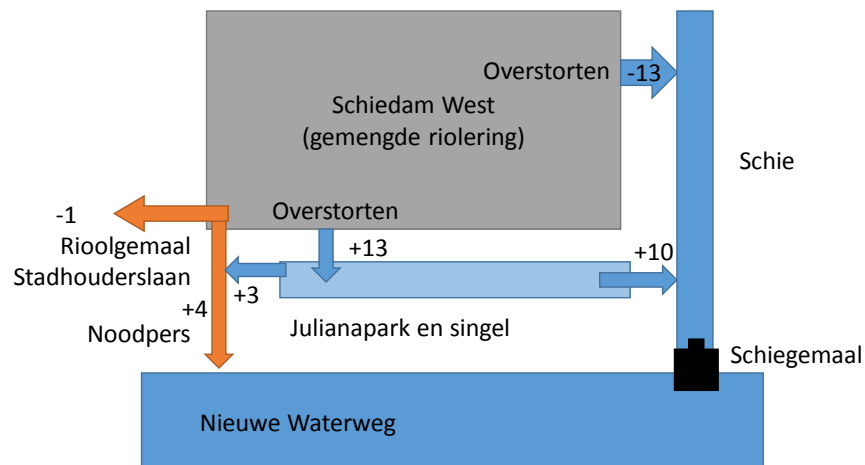 Overstorten
-13
Schiedam West
(gemengde riolering)
Schie
-1
Overstorten
Rioolgemaal
Stadhouderslaan
+13
+10
+3
+4
Noodpers
Julianapark en singel
Schiegemaal
Nieuwe Waterweg